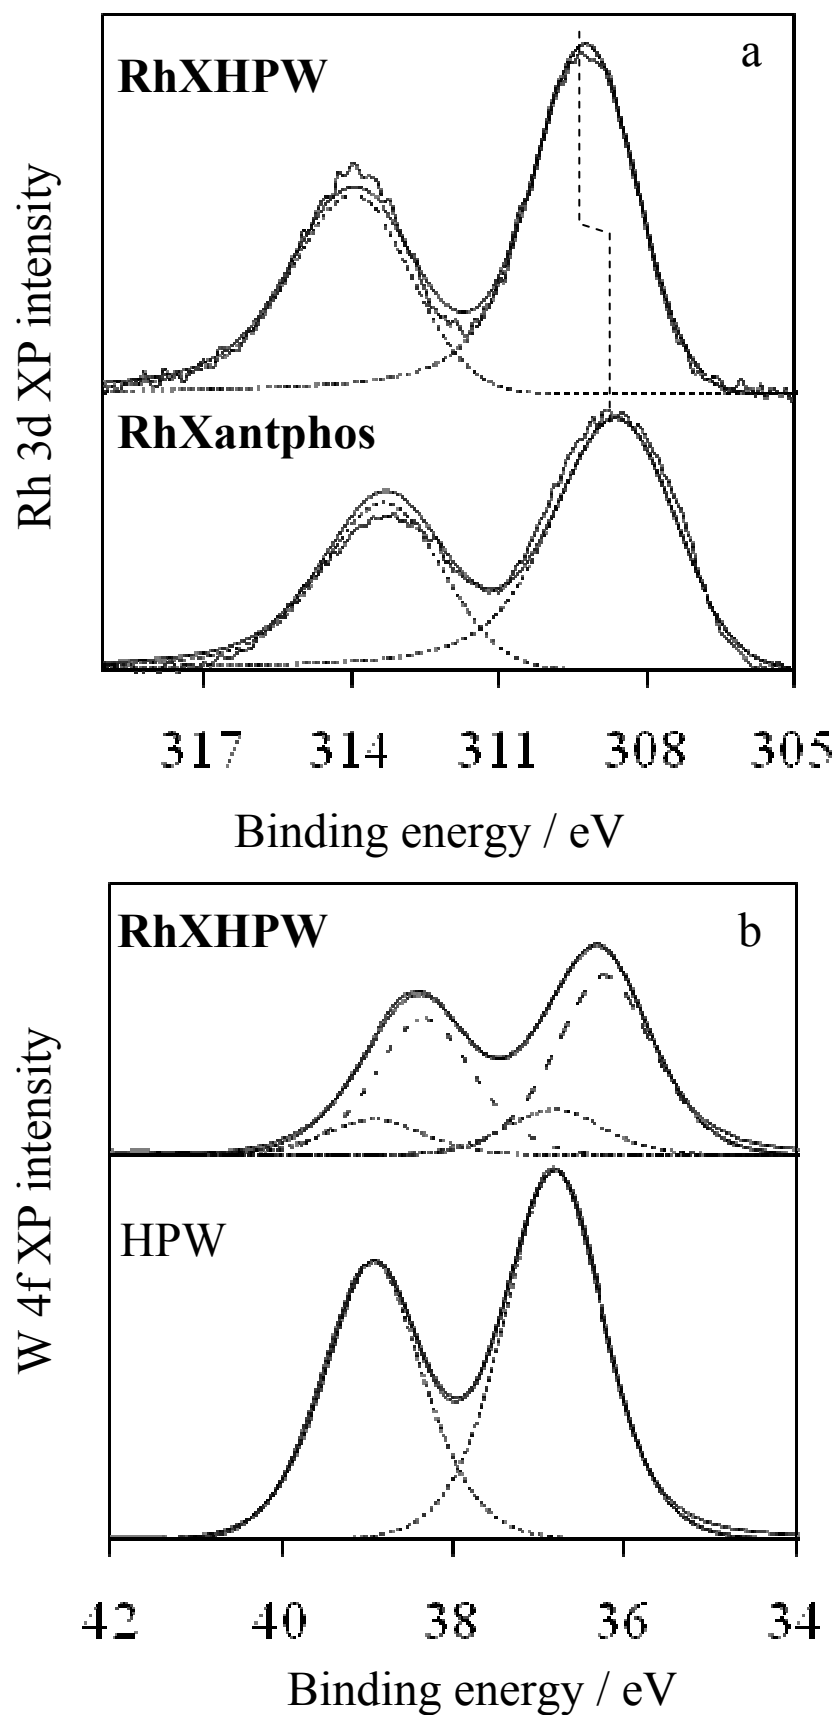 RhXHPW
a
Rh 3d XP intensity
RhXantphos
317 314 311 308 305
Binding energy / eV
RhXHPW
b
W 4f XP intensity
HPW
42 40 38 36 34
Binding energy / eV